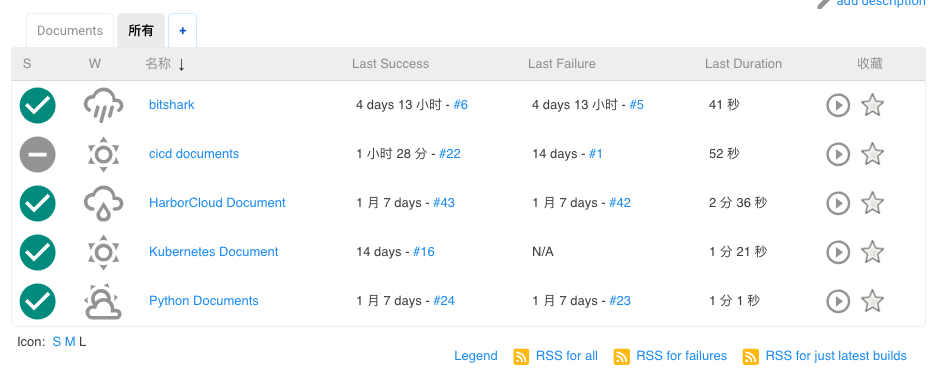 add description
Documents 所有 +
S W 名称 ↓ Last Success Last Failure Last Duration 收藏
bitshark 4 days 13 小时 - #6 4 days 13 小时 - #5 41 秒
cicd documents 1 小时 28 分 - #22 14 days - #1 52 秒
HarborCloud Document 1 月 7 days - #43 1 月 7 days - #42 2 分 36 秒
Kubernetes Document 14 days - #16 N/A 1 分 21 秒
Python Documents 1 月 7 days - #24 1 月 7 days - #23 1 分 1 秒
Icon: S M L
Legend RSS for all RSS for failures RSS for just latest builds